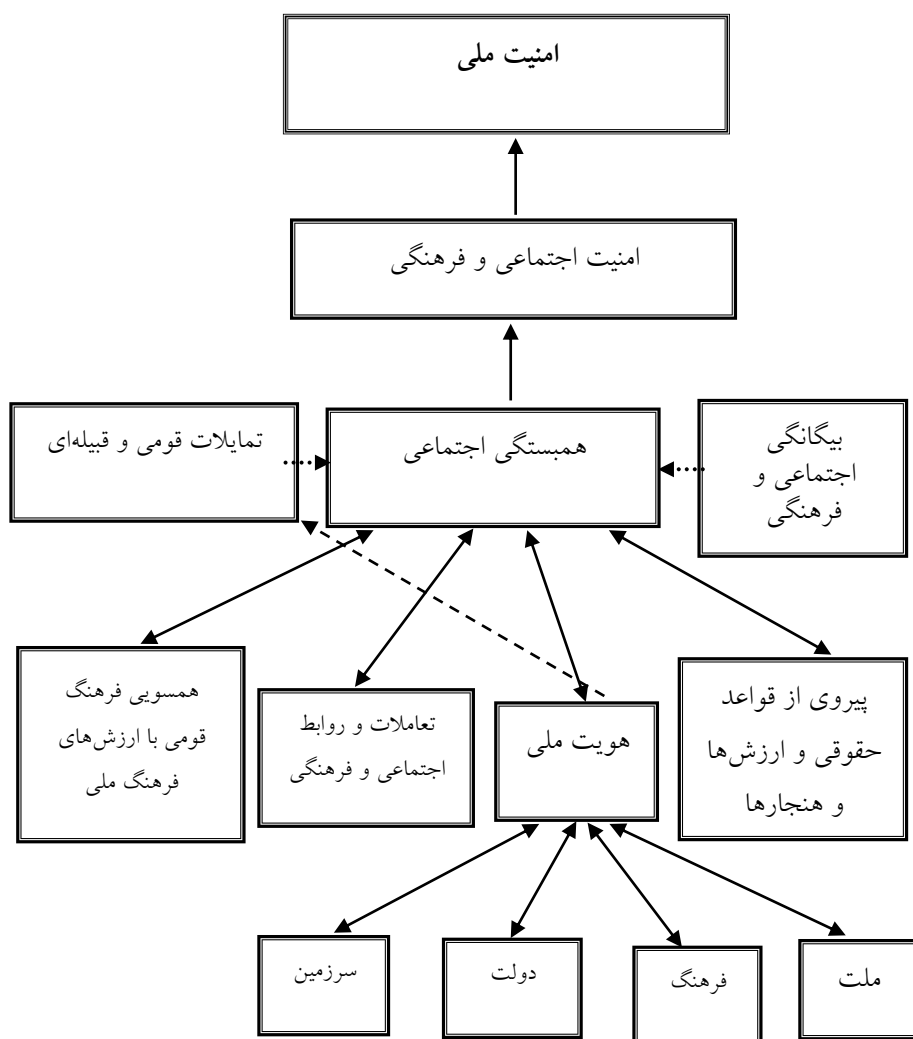 امنیت ملی
امنیت اجتماعی و فرهنگی
بیگانگی
اجتماعی و
فرهنگی
همبستگی اجتماعی
تمایلات قومی و قبیله‌ای
پیروی از قواعد
حقوقی و ارزش‌ها
و هنجارها
هویت ملی
تعاملات و روابط
اجتماعی و فرهنگی
همسویی فرهنگ
قومی با ارزش‌های
فرهنگ ملی
ملت
فرهنگ
دولت
سرزمین